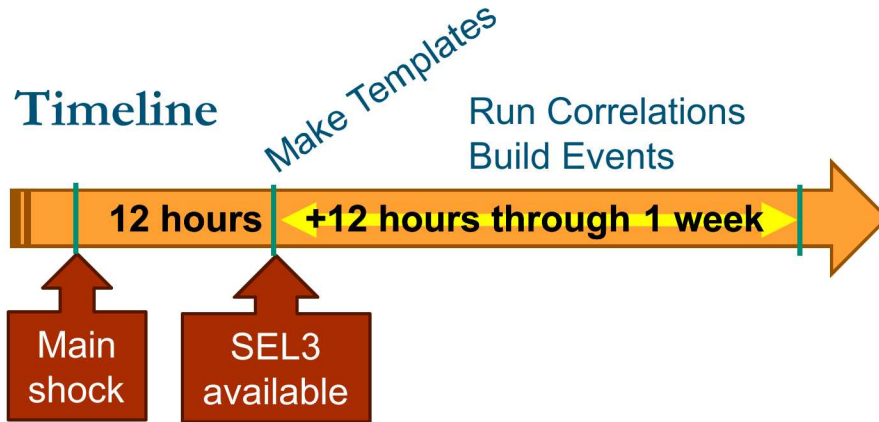 Timeline
Make Templates
Run Correlations
Build Events
12 hours
+12 hours through 1 week
Main
shock
SEL3
available